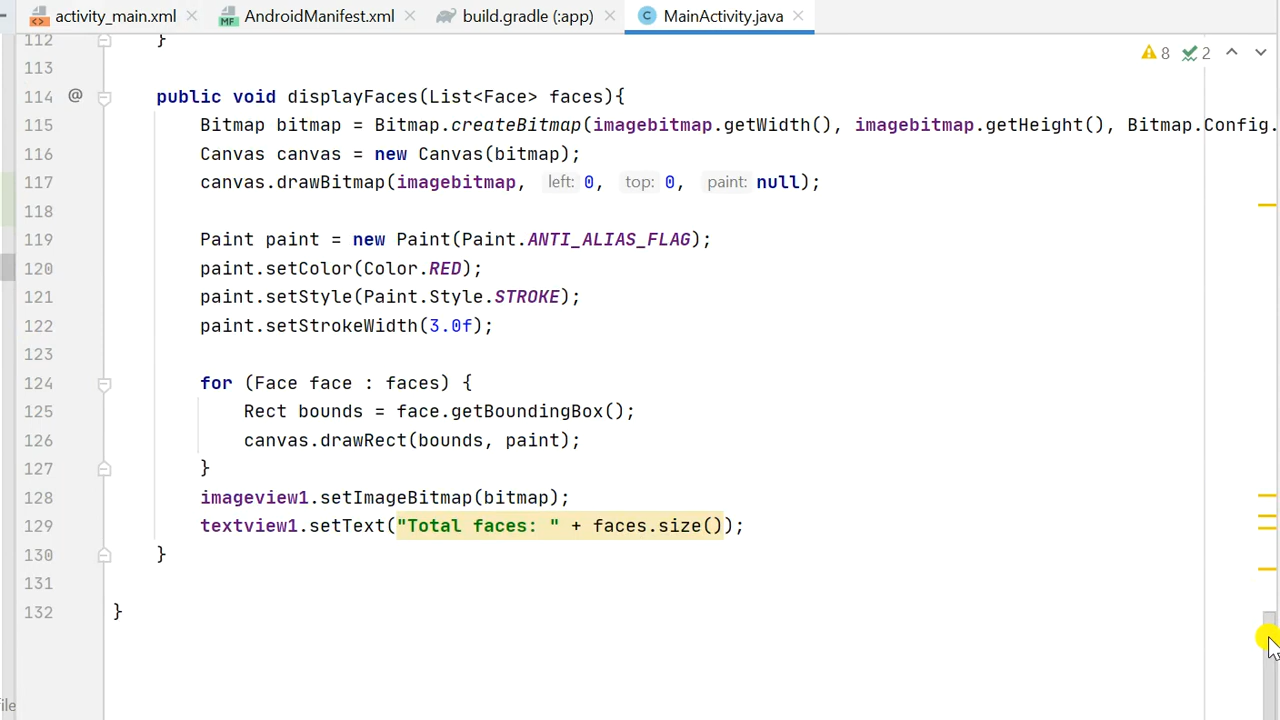 activity_main.xml AndroidManifest.xml build.gradle (:app) MainActivity.java
MF C
8 2
112 }
113
114 @ public void displayFaces(List<Face> faces){
115 Bitmap bitmap = Bitmap.createBitmap(imagebitmap.getWidth(), imagebitmap.getHeight(), Bitmap.Config.
116 Canvas canvas = new Canvas(bitmap);
117 canvas.drawBitmap(imagebitmap, left: 0, top: 0, paint: null);
118
119 Paint paint = new Paint(Paint.ANTI_ALIAS_FLAG);
120 paint.setColor(Color.RED);
121 paint.setStyle(Paint.Style.STROKE);
122 paint.setStrokeWidth(3.0f);
123
124 for (Face face : faces) {
125 Rect bounds = face.getBoundingBox();
126 canvas.drawRect(bounds, paint);
127 }
128 imageview1.setImageBitmap(bitmap);
129 textview1.setText("Total faces: " + faces.size());
130 }
131
132 }